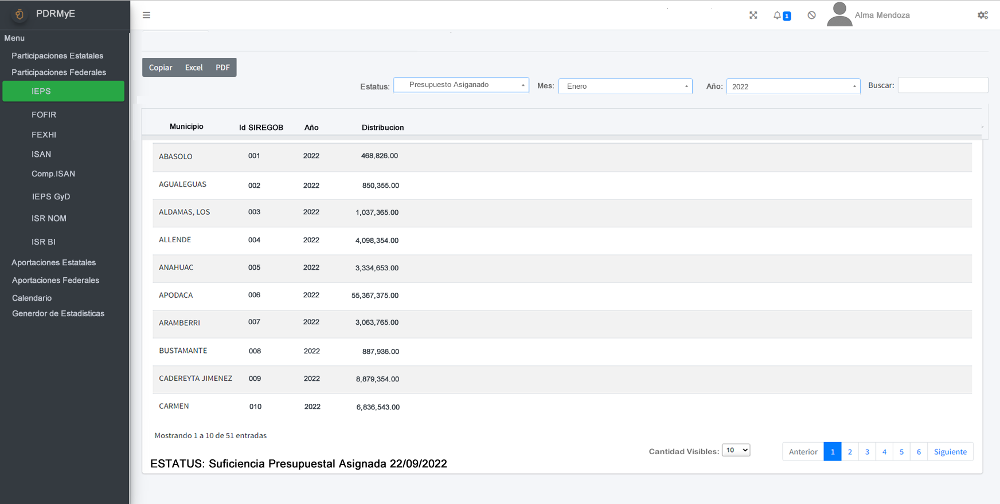 PDRMyE
1
Alma Mendoza
Menu
Participaciones Estatales
Participaciones Federales
IEPS
FOFIR
FEXHI
ISAN
Comp.ISAN
IEPS GyD
ISR NOM
ISR BI
Aportaciones Estatales
Aportaciones Federales
Calendario
Generdor de Estadisticas
Copiar Excel PDF
Estatus: Presupuesto Asiganado Mes: Enero Año: 2022 Buscar:
Municipio Id SIREGOB Año Distribucion
ABASOLO 001 2022 468,826.00
AGUALEGUAS 002 2022 850,355.00
ALDAMAS, LOS 003 2022 1,037,365.00
ALLENDE 004 2022 4,098,354.00
ANAHUAC 005 2022 3,334,653.00
APODACA 006 2022 55,367,375.00
ARAMBERRI 007 2022 3,063,765.00
BUSTAMANTE 008 2022 887,936.00
CADEREYTA JIMENEZ 009 2022 8,879,354.00
CARMEN 010 2022 6,836,543.00
Mostrando 1 a 10 de 51 entradas
Cantidad Visibles: 10 Anterior 1 2 3 4 5 6 Siguiente
ESTATUS: Suficiencia Presupuestal Asignada 22/09/2022